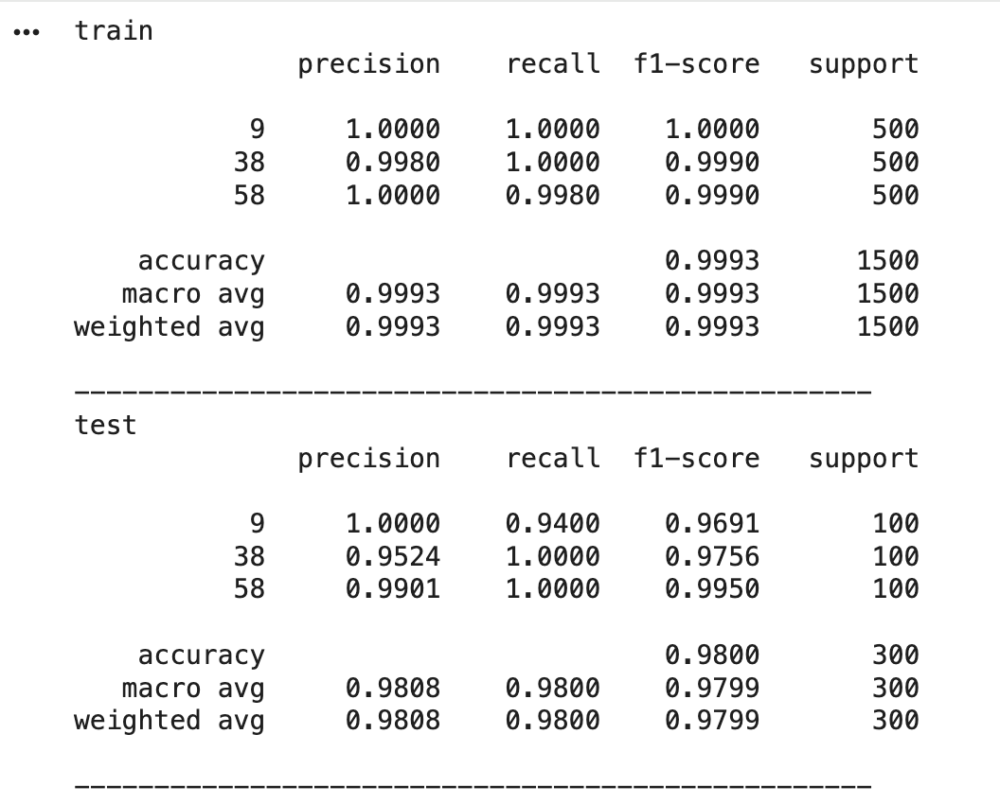 ••• train
precision recall f1-score support
9 1.0000 1.0000 1.0000 500
38 0.9980 1.0000 0.9990 500
58 1.0000 0.9980 0.9990 500
accuracy 0.9993 1500
macro avg 0.9993 0.9993 0.9993 1500
weighted avg 0.9993 0.9993 0.9993 1500
--------------------------------------------------
test
precision recall f1-score support
9 1.0000 0.9400 0.9691 100
38 0.9524 1.0000 0.9756 100
58 0.9901 1.0000 0.9950 100
accuracy 0.9800 300
macro avg 0.9808 0.9800 0.9799 300
weighted avg 0.9808 0.9800 0.9799 300
--------------------------------------------------